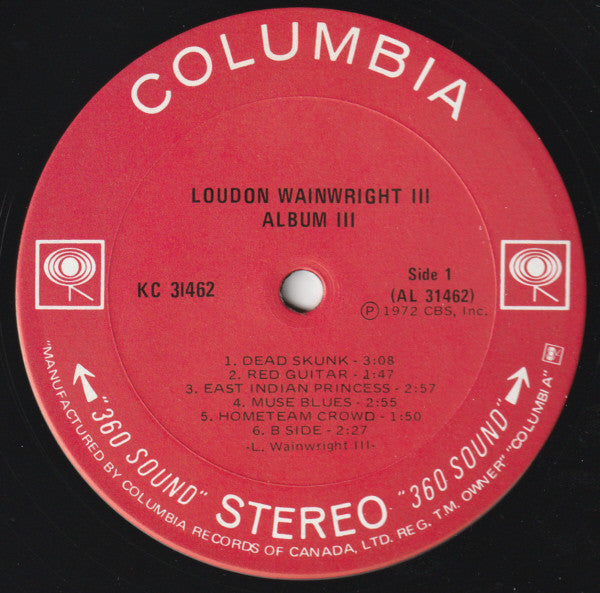 COLUMBIA
LOUDON WAINWRIGHT III
ALBUM III
KC 31462
Side 1
(AL 31462)
Ⓟ 1972 CBS, Inc.
1. DEAD SKUNK - 3:08
2. RED GUITAR - 1:47
3. EAST INDIAN PRINCESS - 2:57
4. MUSE BLUES - 2:55
5. HOMETEAM CROWD - 1:50
6. B SIDE - 2:27
-L. Wainwright III-
"360 SOUND" STEREO "360 SOUND"
"MANUFACTURED BY COLUMBIA RECORDS OF CANADA, LTD. REG. T.M. OWNER" "COLUMBIA"